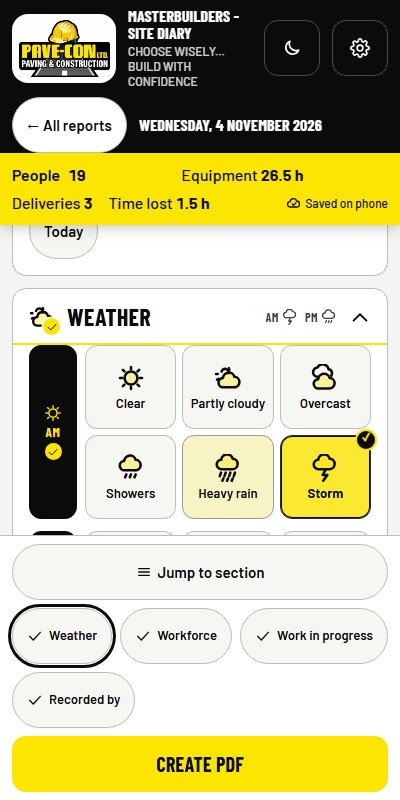 PAVE-CON LTD.
PAVING & CONSTRUCTION
MASTERBUILDERS -
SITE DIARY
CHOOSE WISELY...
BUILD WITH
CONFIDENCE
← All reports
WEDNESDAY, 4 NOVEMBER 2026
People 19
Equipment 26.5 h
Deliveries 3
Time lost 1.5 h
Saved on phone
Today
WEATHER
AM
PM
AM
Clear
Partly cloudy
Overcast
Showers
Heavy rain
Storm
Jump to section
Weather
Workforce
Work in progress
Recorded by
CREATE PDF